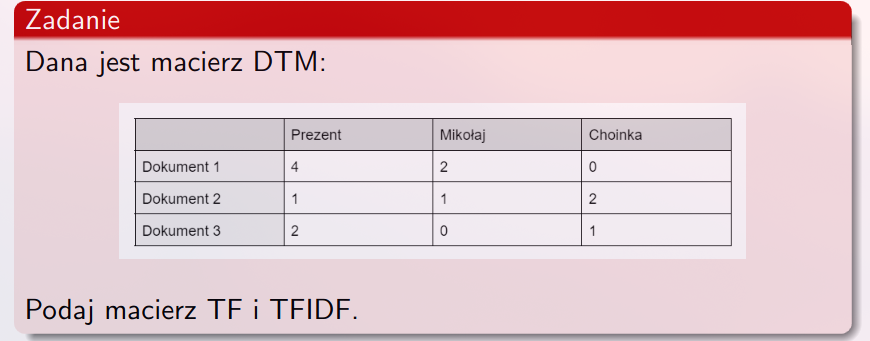 Zadanie
Dana jest macierz DTM:
Prezent Mikołaj Choinka
Dokument 1 4 2 0
Dokument 2 1 1 2
Dokument 3 2 0 1
Podaj macierz TF i TFIDF.